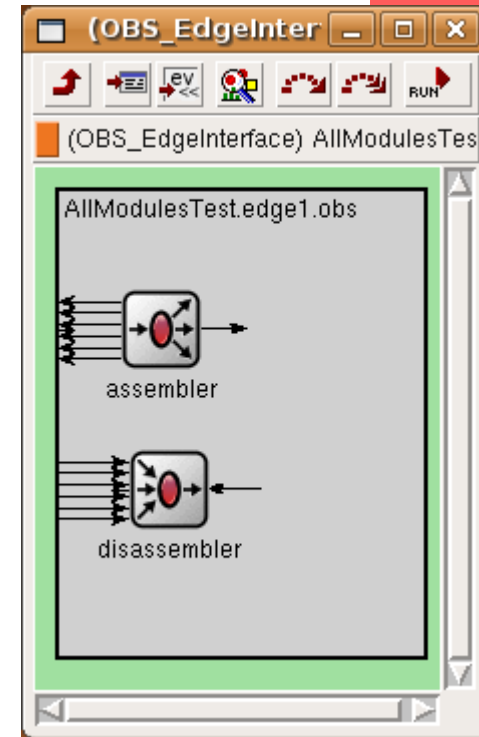 (OBS_EdgeInter
ev
<<
RUN
(OBS_EdgeInterface) AllModulesTes
AllModulesTest.edge1.obs
assembler
disassembler